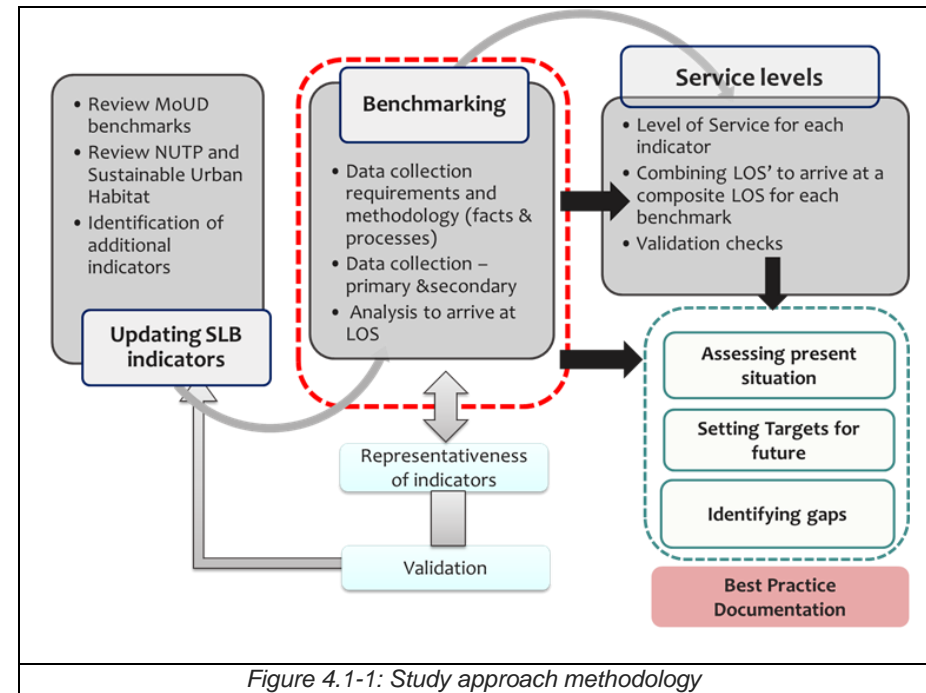 • Review MoUD
benchmarks
• Review NUTP and
Sustainable Urban
Habitat
• Identification of
additional
indicators
Updating SLB
indicators
Benchmarking
• Data collection
requirements and
methodology (facts &
processes)
• Data collection –
primary &secondary
• Analysis to arrive at
LOS
Service levels
• Level of Service for each
indicator
• Combining LOS' to arrive at a
composite LOS for each
benchmark
• Validation checks
Assessing present
situation
Setting Targets for
future
Identifying gaps
Best Practice
Documentation
Representativeness
of indicators
Validation
Figure 4.1-1: Study approach methodology